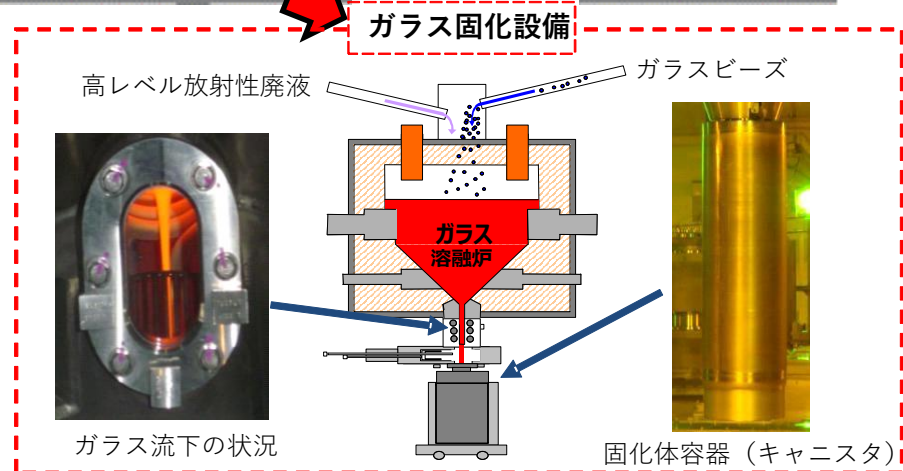 ガラス固化設備
高レベル放射性廃液
ガラスビーズ
ガラス
溶融炉
ガラス流下の状況
固化体容器（キャニスタ）